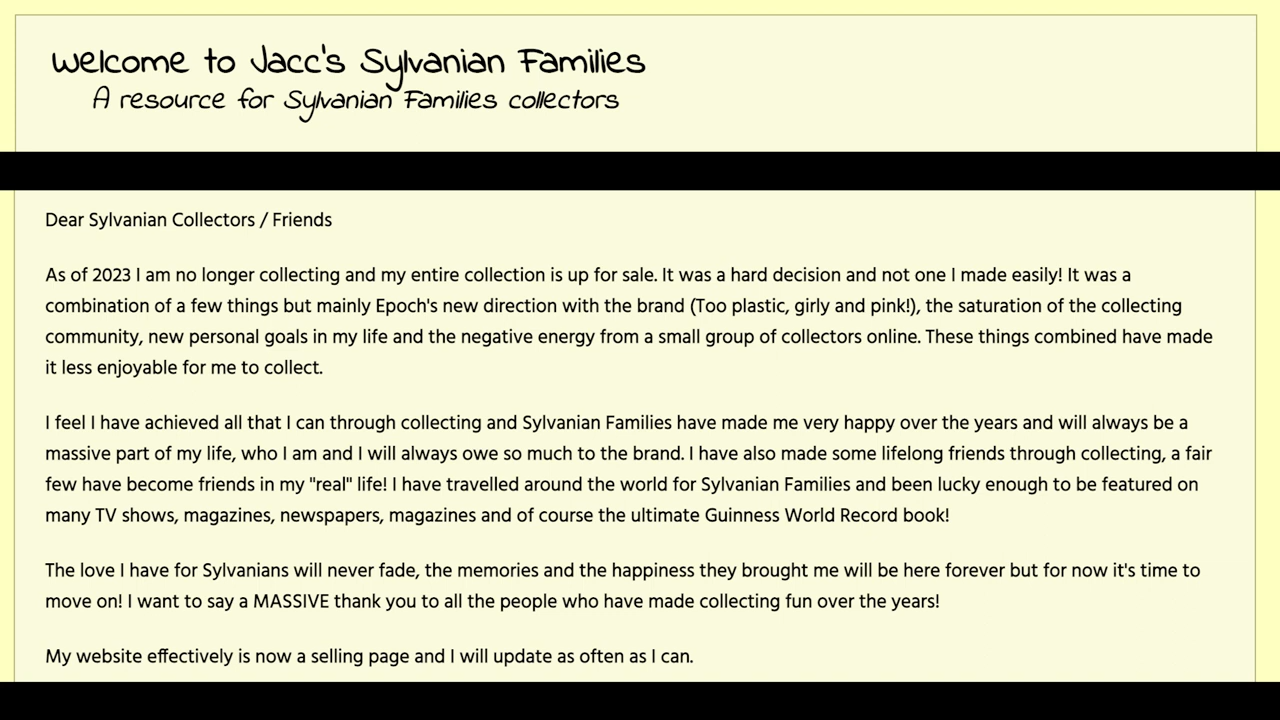 Welcome to Jacc's Sylvanian Families
A resource for Sylvanian Families collectors
Dear Sylvanian Collectors / Friends
As of 2023 I am no longer collecting and my entire collection is up for sale. It was a hard decision and not one I made easily! It was a
combination of a few things but mainly Epoch's new direction with the brand (Too plastic, girly and pink!), the saturation of the collecting
community, new personal goals in my life and the negative energy from a small group of collectors online. These things combined have made
it less enjoyable for me to collect.
I feel I have achieved all that I can through collecting and Sylvanian Families have made me very happy over the years and will always be a
massive part of my life, who I am and I will always owe so much to the brand. I have also made some lifelong friends through collecting, a fair
few have become friends in my "real" life! I have travelled around the world for Sylvanian Families and been lucky enough to be featured on
many TV shows, magazines, newspapers, magazines and of course the ultimate Guinness World Record book!
The love I have for Sylvanians will never fade, the memories and the happiness they brought me will be here forever but for now it's time to
move on! I want to say a MASSIVE thank you to all the people who have made collecting fun over the years!
My website effectively is now a selling page and I will update as often as I can.